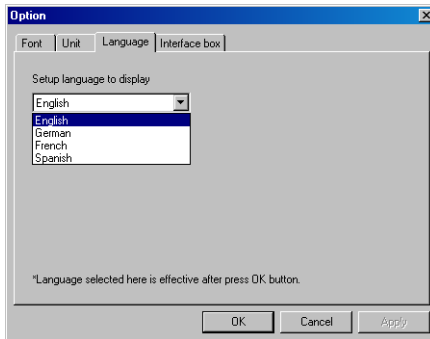 Option
Font Unit Language Interface box
Setup language to display
English
English
German
French
Spanish
*Language selected here is effective after press OK button.
OK Cancel Apply